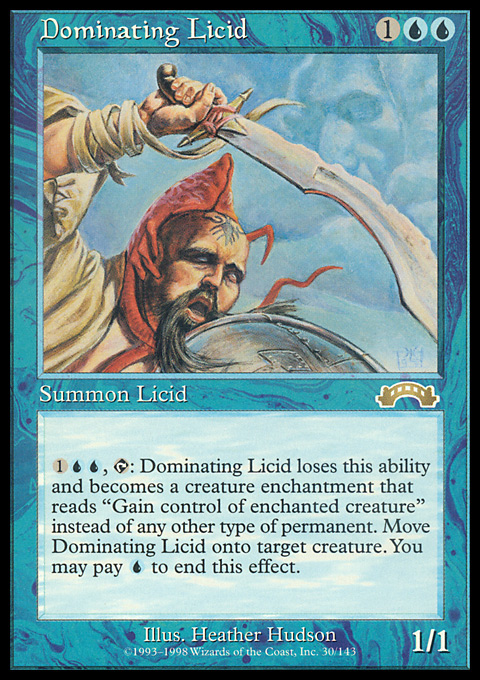 Dominating Licid 1
Summon Licid
1, : Dominating Licid loses this ability
and becomes a creature enchantment that
reads “Gain control of enchanted creature”
instead of any other type of permanent. Move
Dominating Licid onto target creature. You
may pay to end this effect.
Illus. Heather Hudson
©1993–1998 Wizards of the Coast, Inc. 30/143
1/1